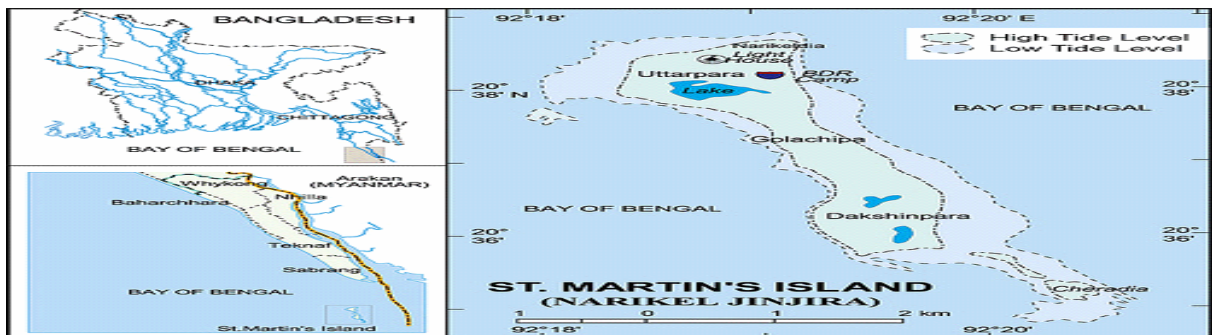 BANGLADESH
DHAKA
CHITTAGONG
BAY OF BENGAL
Whykong
Arakan
(MYANMAR)
Nhilla
Baharchhara
Teknaf
Sabrang
BAY OF BENGAL
St.Martin's Island
92° 18'
92° 20' E
High Tide Level
Low Tide Level
Narikeldia
Light
House
Uttarpara
BDR
Camp
Lake
20°
38' N
20°
38'
BAY OF BENGAL
Golachipa
BAY OF BENGAL
Dakshinpara
20°
36'
20°
36'
Cheradia
ST. MARTIN'S ISLAND
(NARIKEL JINJIRA)
1 0 1 2 km
92° 18'
92° 20'